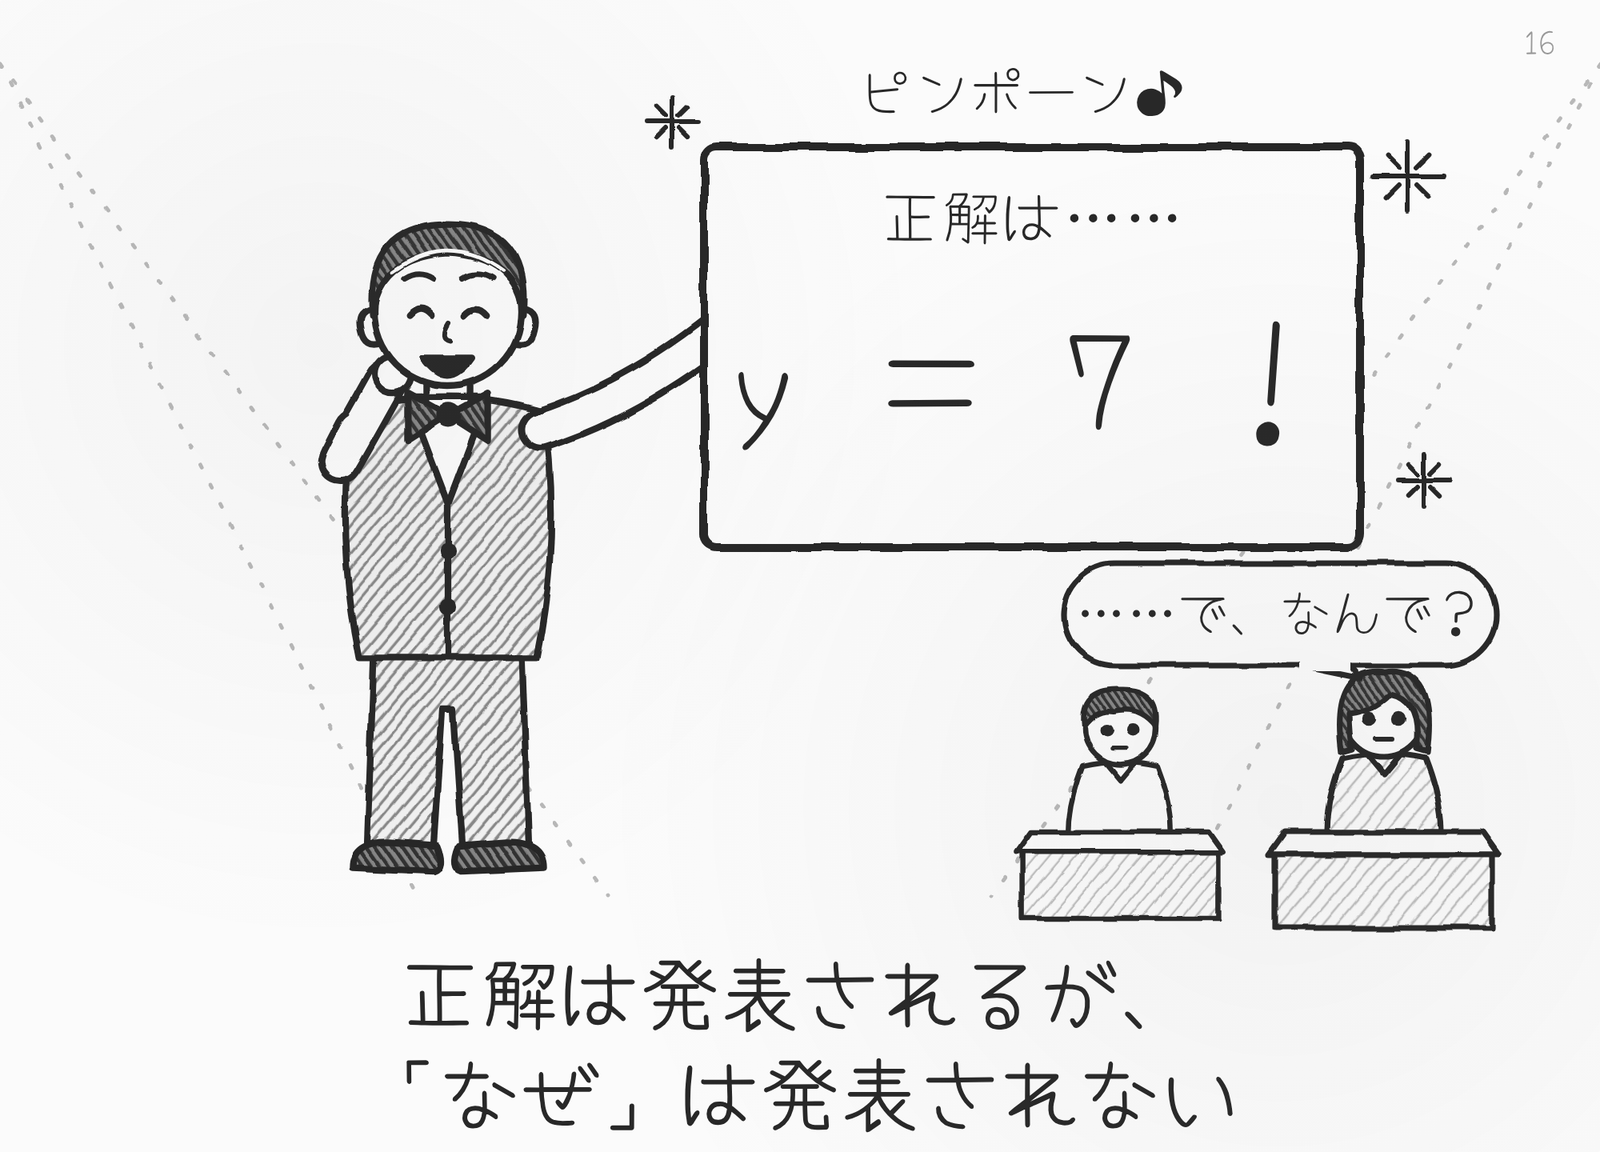 16
ピンポーン♪
正解は……
y = 7 !
……で、なんで？
正解は発表されるが、
「なぜ」は発表されない